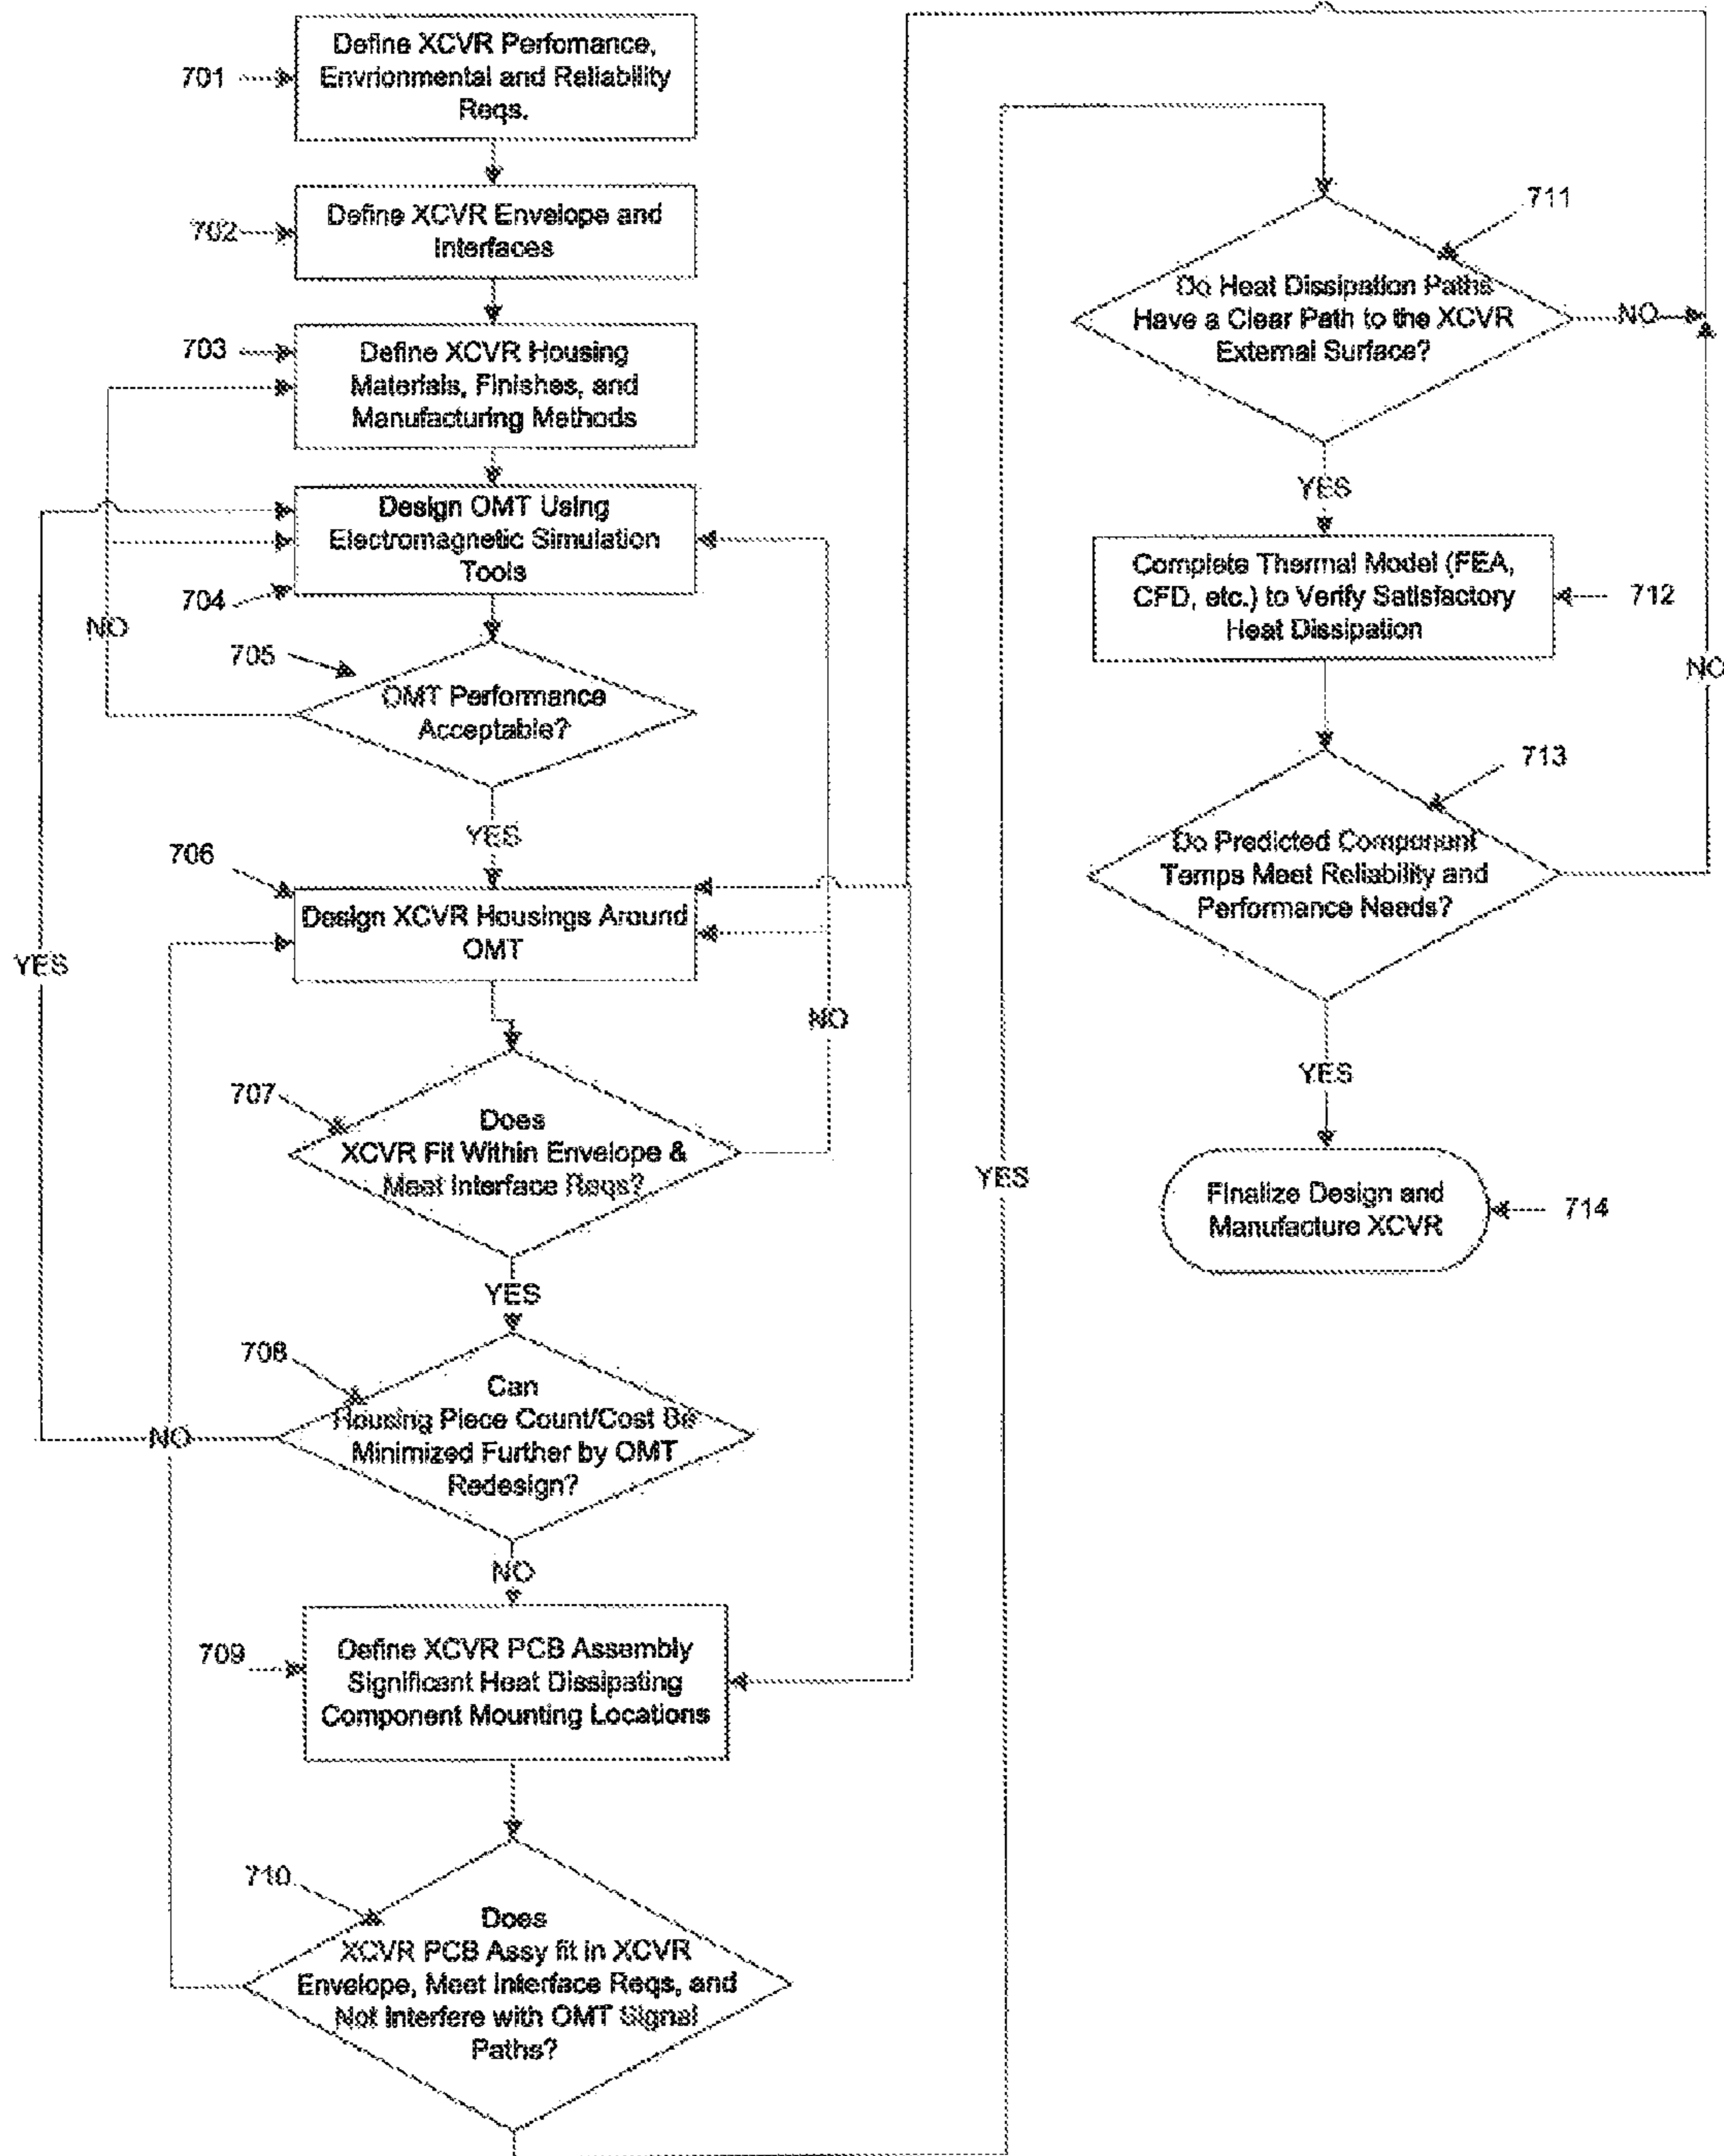 701
Define XCVR Perfomance,
Envrionmental and Reliability
Reqs.
702
Define XCVR Envelope and
Interfaces
703
Define XCVR Housing
Materials, Finishes, and
Manufacturing Methods
704
Design OMT Using
Electromagnetic Simulation
Tools
NO
705
OMT Performance
Acceptable?
YES
706
Design XCVR Housings Around
OMT
YES
NO
707
Does
XCVR Fit Within Envelope &
Meet Interface Reqs?
YES
708
Can
Housing Piece Count/Cost Be
Minimized Further by OMT
Redesign?
NO
NO
709
Define XCVR PCB Assembly
Significant Heat Dissipating
Component Mounting Locations
710
Does
XCVR PCB Assy fit in XCVR
Envelope, Meet Interface Reqs, and
Not Interfere with OMT Signal
Paths?
YES
711
Do Heat Dissipation Paths
Have a Clear Path to the XCVR
External Surface?
NO
YES
Complete Thermal Model (FEA,
CFD, etc.) to Verify Satisfactory
Heat Dissipation
712
NO
713
Do Predicted Component
Temps Meet Reliability and
Performance Needs?
YES
Finalize Design and
Manufacture XCVR
714